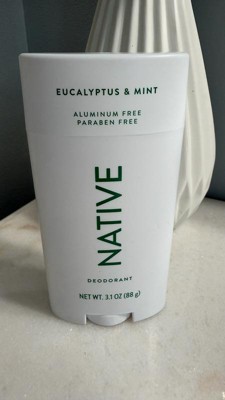 EUCALYPTUS & MINT
ALUMINUM FREE
PARABEN FREE
NATIVE
DEODORANT
NET WT. 3.1 OZ (88 g)